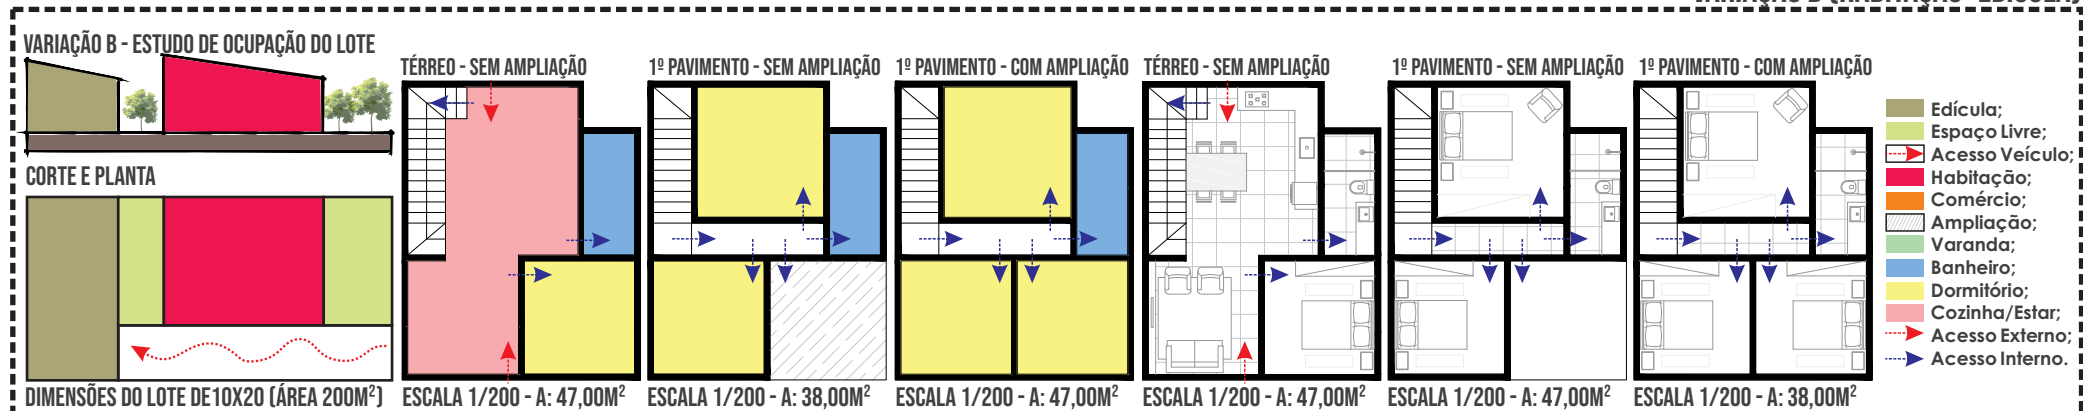 VARIAÇÃO B (HABITAÇÃO+EDÍCULA)
VARIAÇÃO B - ESTUDO DE OCUPAÇÃO DO LOTE
CORTE E PLANTA
DIMENSÕES DO LOTE DE10X20 (ÁREA 200M²)
TÉRREO - SEM AMPLIAÇÃO
ESCALA 1/200 - A: 47,00M²
1º PAVIMENTO - SEM AMPLIAÇÃO
ESCALA 1/200 - A: 38,00M²
1º PAVIMENTO - COM AMPLIAÇÃO
ESCALA 1/200 - A: 47,00M²
TÉRREO - SEM AMPLIAÇÃO
ESCALA 1/200 - A: 47,00M²
1º PAVIMENTO - SEM AMPLIAÇÃO
ESCALA 1/200 - A: 47,00M²
1º PAVIMENTO - COM AMPLIAÇÃO
ESCALA 1/200 - A: 38,00M²
Edícula;
Espaço Livre;
Acesso Veículo;
Habitação;
Comércio;
Ampliação;
Varanda;
Banheiro;
Dormitório;
Cozinha/Estar;
Acesso Externo;
Acesso Interno.